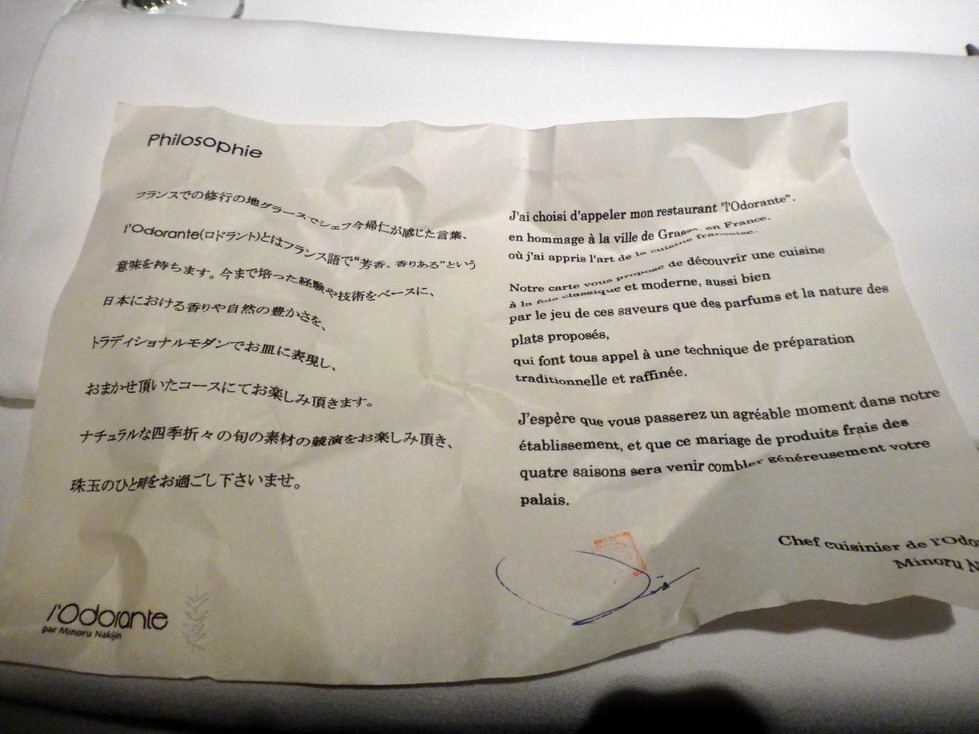 Philosophie
フランスでの修行の地グラースでシェフ今帰仁が感じた言葉、
l'Odorante(ロドラント)とはフランス語で“芳香、香りある”という
意味を持ちます。今まで培った経験や技術をベースに、
日本における香りや自然の豊かさを、
トラディショナルモダンでお皿に表現し、
おまかせ頂いたコースにてお楽しみ頂きます。
ナチュラルな四季折々の旬の素材の競演をお楽しみ頂き、
珠玉のひと時をお過ごし下さいませ。
l'Odorante
par Minoru Nakijin
J'ai choisi d'appeler mon restaurant "l'Odorante".
en hommage à la ville de Grasse, en France.
où j'ai appris l'art de la cuisine française.
Notre carte vous propose de découvrir une cuisine
à la fois classique et moderne, aussi bien
par le jeu de ces saveurs que des parfums et la nature des
plats proposés,
qui font tous appel à une technique de préparation
traditionnelle et raffinée.
J'espère que vous passerez un agréable moment dans notre
établissement, et que ce mariage de produits frais des
quatre saisons sera venir combler généreusement votre
palais.
Chef cuisinier de l'Odo
Minoru N